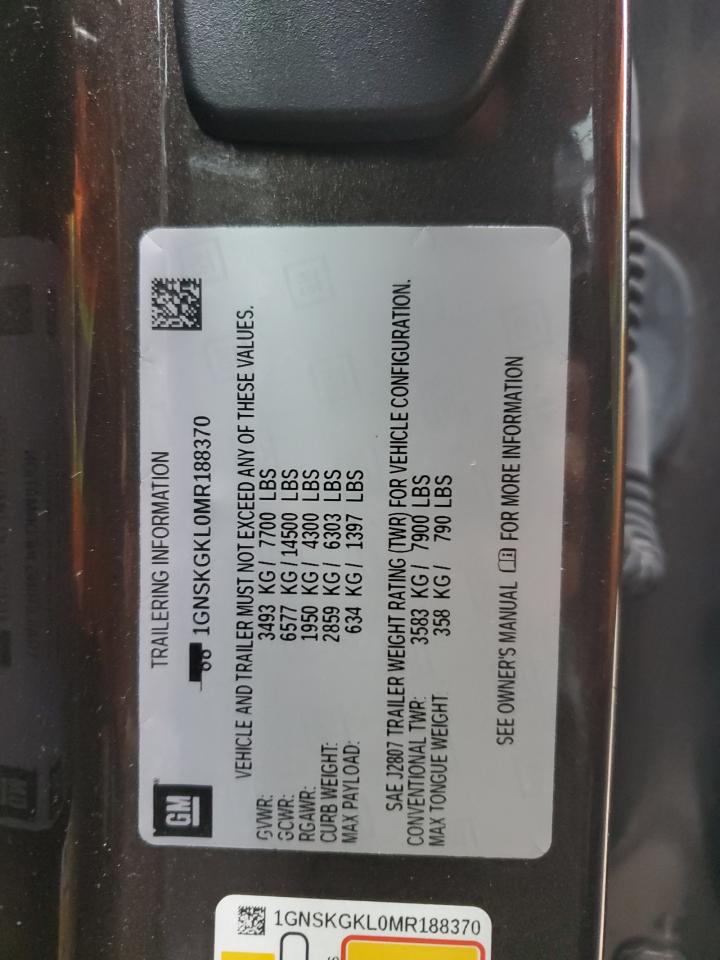 TRAILERING INFORMATION
GM
1GNSKGKL0MR188370
VEHICLE AND TRAILER MUST NOT EXCEED ANY OF THESE VALUES.
GVWR: 3493 KG / 7700 LBS
GCWR: 6577 KG / 14500 LBS
RGAWR: 1950 KG / 4300 LBS
CURB WEIGHT: 2859 KG / 6303 LBS
MAX PAYLOAD: 634 KG / 1397 LBS
SAE J2807 TRAILER WEIGHT RATING (TWR) FOR VEHICLE CONFIGURATION.
CONVENTIONAL TWR: 3583 KG / 7900 LBS
MAX TONGUE WEIGHT 358 KG / 790 LBS
SEE OWNER'S MANUAL FOR MORE INFORMATION
1GNSKGKL0MR188370